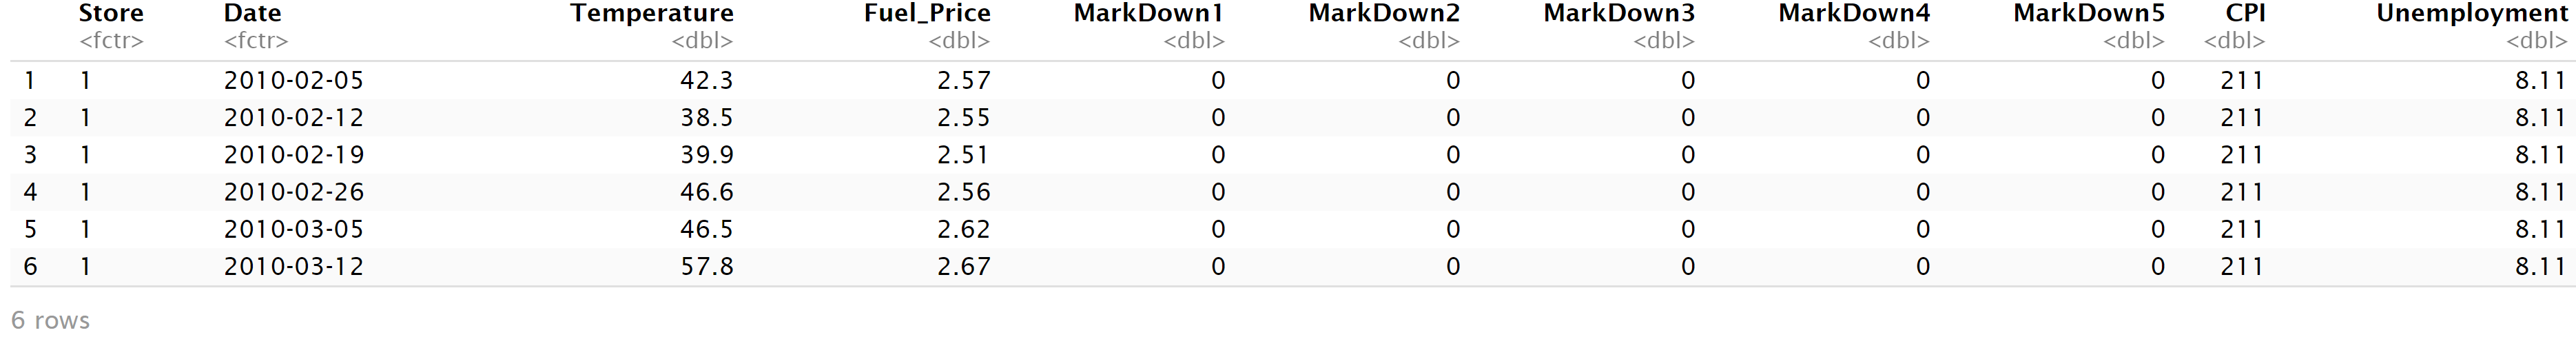 Store Date Temperature Fuel_Price MarkDown1 MarkDown2 MarkDown3 MarkDown4 MarkDown5 CPI Unemployment
<fctr> <fctr> <dbl> <dbl> <dbl> <dbl> <dbl> <dbl> <dbl> <dbl> <dbl>
1 1 2010-02-05 42.3 2.57 0 0 0 0 0 211 8.11
2 1 2010-02-12 38.5 2.55 0 0 0 0 0 211 8.11
3 1 2010-02-19 39.9 2.51 0 0 0 0 0 211 8.11
4 1 2010-02-26 46.6 2.56 0 0 0 0 0 211 8.11
5 1 2010-03-05 46.5 2.62 0 0 0 0 0 211 8.11
6 1 2010-03-12 57.8 2.67 0 0 0 0 0 211 8.11
6 rows